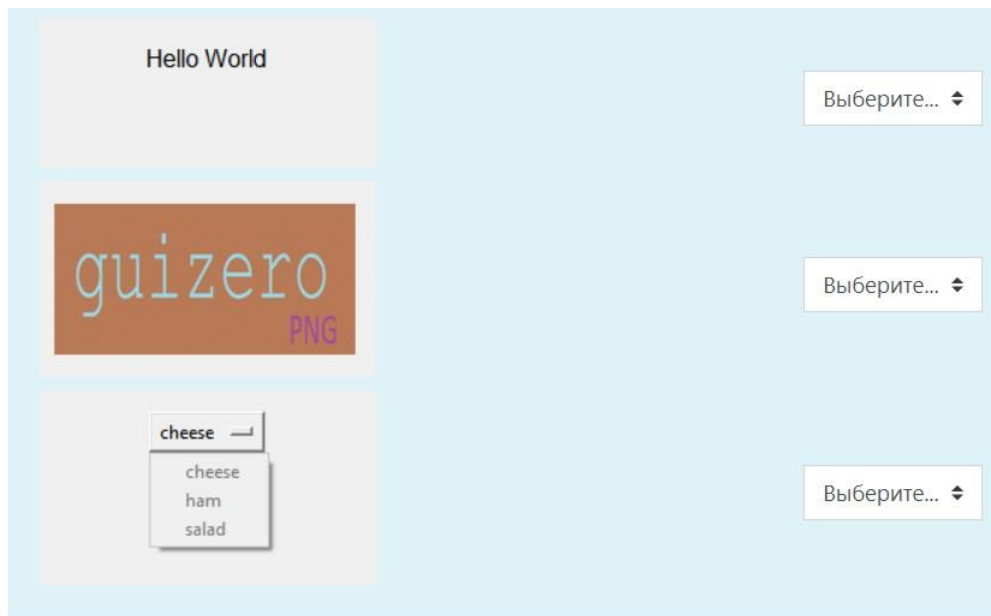 Hello World
Выберите...
guizero
PNG
Выберите...
cheese
cheese
ham
salad
Выберите...